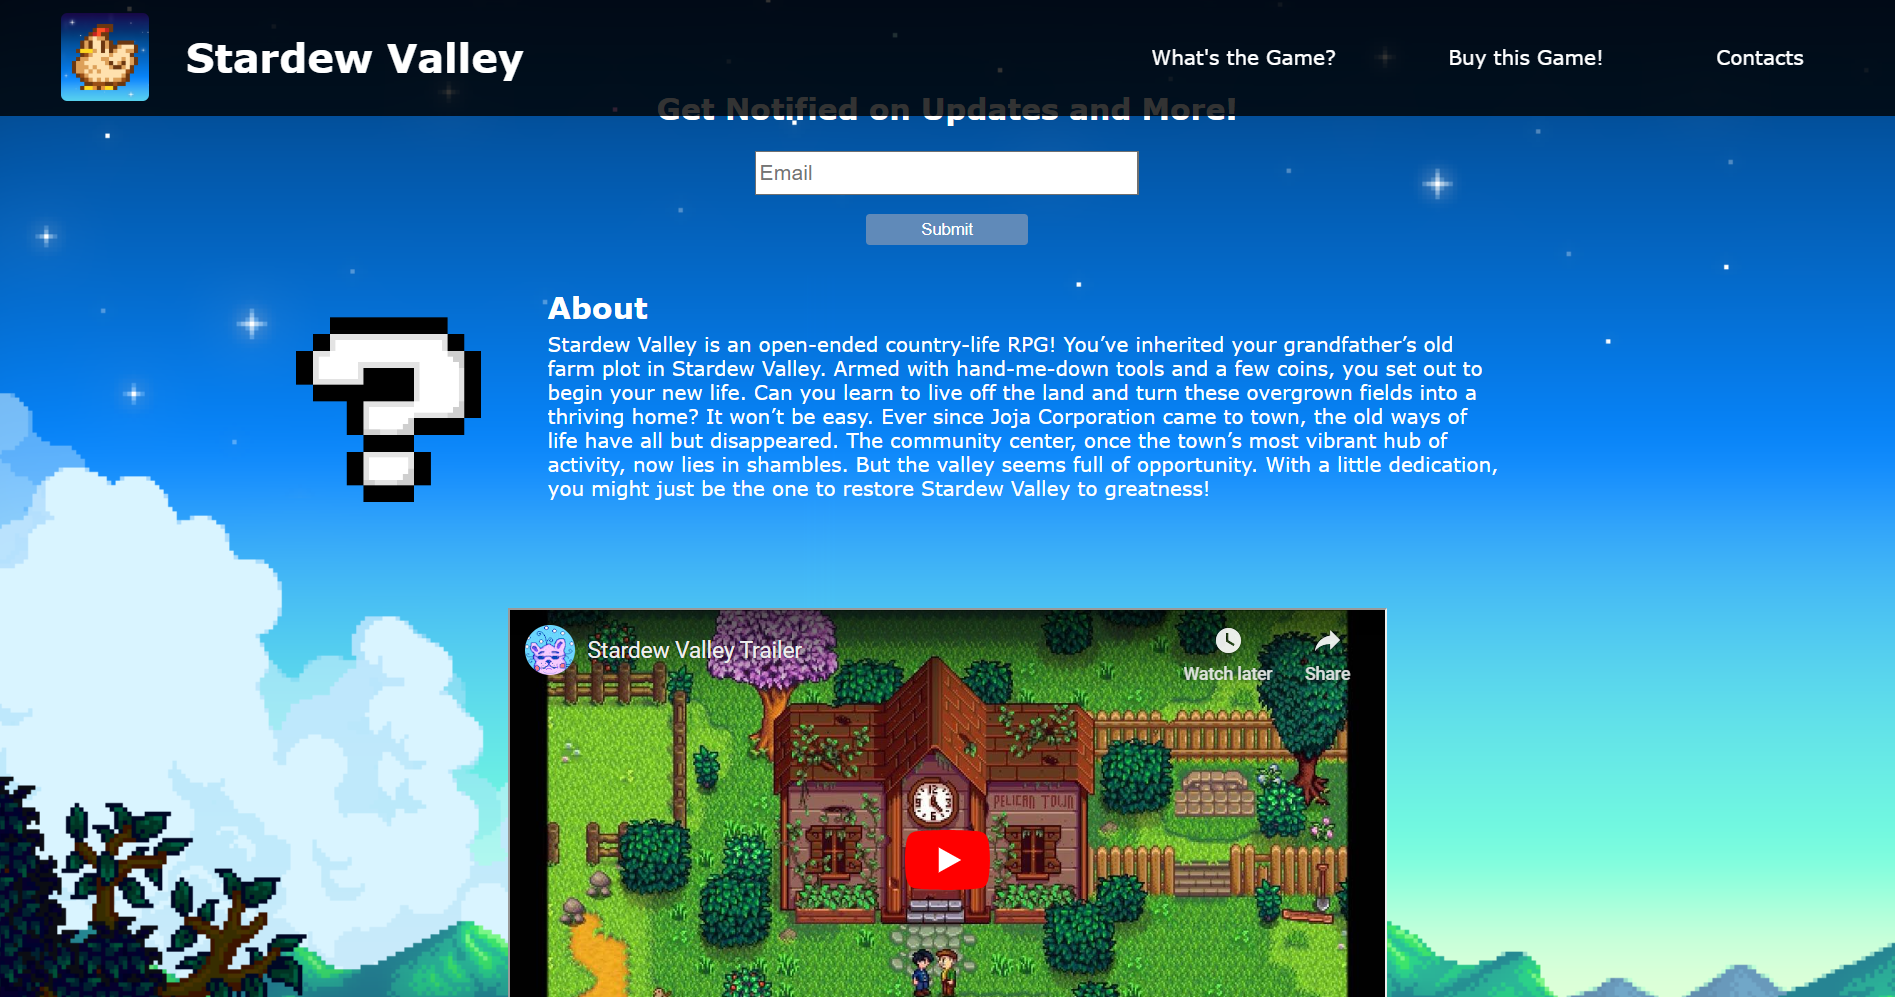 Stardew Valley
What's the Game?
Buy this Game!
Contacts
Get Notified on Updates and More!
Email
Submit
About
Stardew Valley is an open-ended country-life RPG! You’ve inherited your grandfather’s old
farm plot in Stardew Valley. Armed with hand-me-down tools and a few coins, you set out to
begin your new life. Can you learn to live off the land and turn these overgrown fields into a
thriving home? It won’t be easy. Ever since Joja Corporation came to town, the old ways of
life have all but disappeared. The community center, once the town’s most vibrant hub of
activity, now lies in shambles. But the valley seems full of opportunity. With a little dedication,
you might just be the one to restore Stardew Valley to greatness!
Stardew Valley Trailer
Watch later
Share
PELICAN TOWN
12
9 3
6